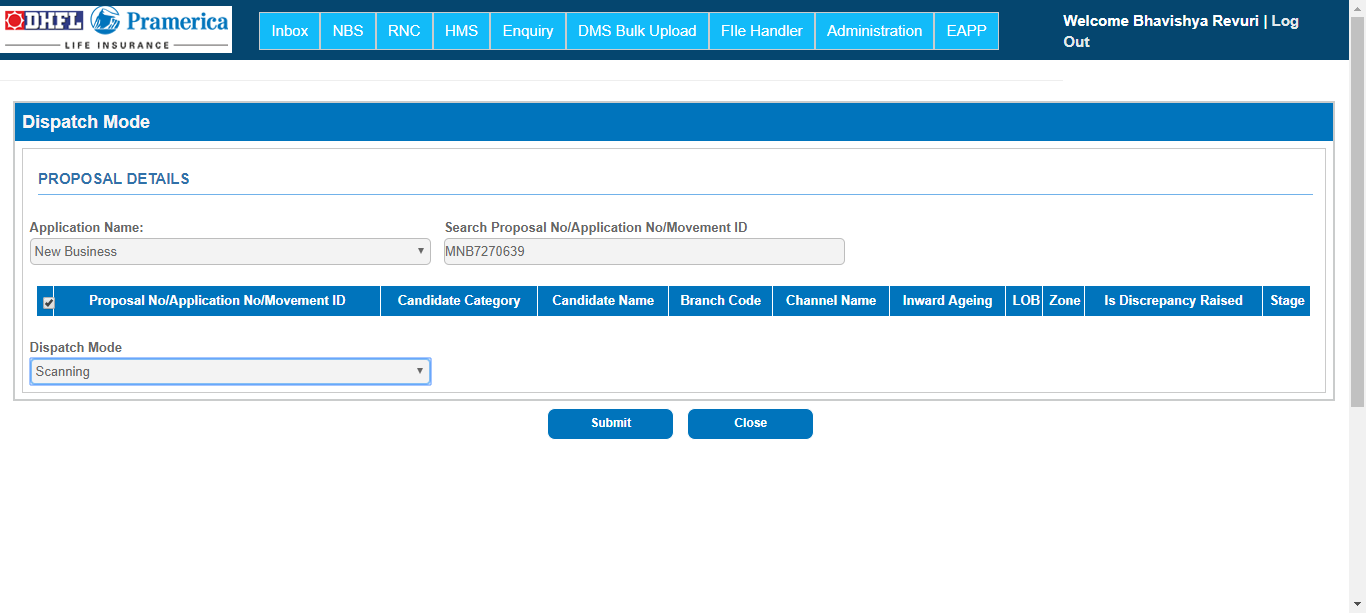 DHFL Pramerica
LIFE INSURANCE
Inbox NBS RNC HMS Enquiry DMS Bulk Upload FIle Handler Administration EAPP
Welcome Bhavishya Revuri | Log
Out
Dispatch Mode
PROPOSAL DETAILS
Application Name: Search Proposal No/Application No/Movement ID
New Business MNB7270639
Proposal No/Application No/Movement ID Candidate Category Candidate Name Branch Code Channel Name Inward Ageing LOB Zone Is Discrepancy Raised Stage
Dispatch Mode
Scanning
Submit Close